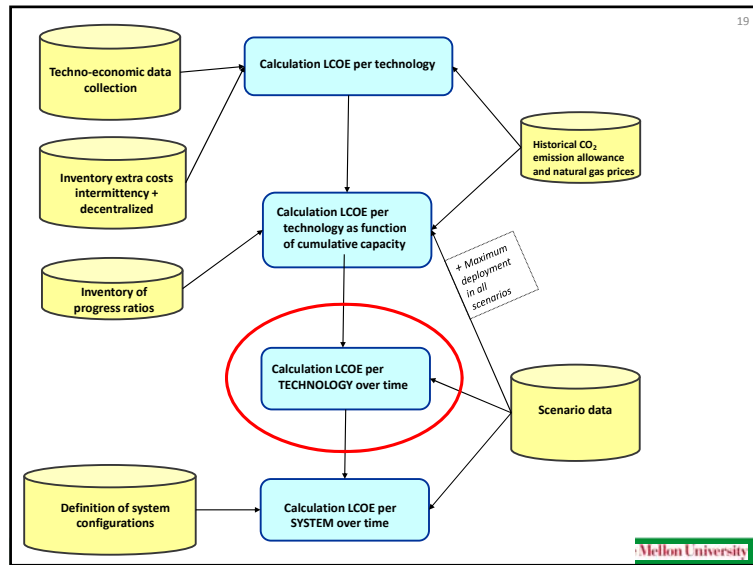 19
Techno-economic data
collection
Calculation LCOE per technology
Inventory extra costs
intermittency +
decentralized
Historical CO₂
emission allowance
and natural gas prices
Calculation LCOE per
technology as function
of cumulative capacity
+ Maximum
deployment
in all
scenarios
Inventory of
progress ratios
Calculation LCOE per
TECHNOLOGY over time
Scenario data
Definition of system
configurations
Calculation LCOE per
SYSTEM over time
Mellon University